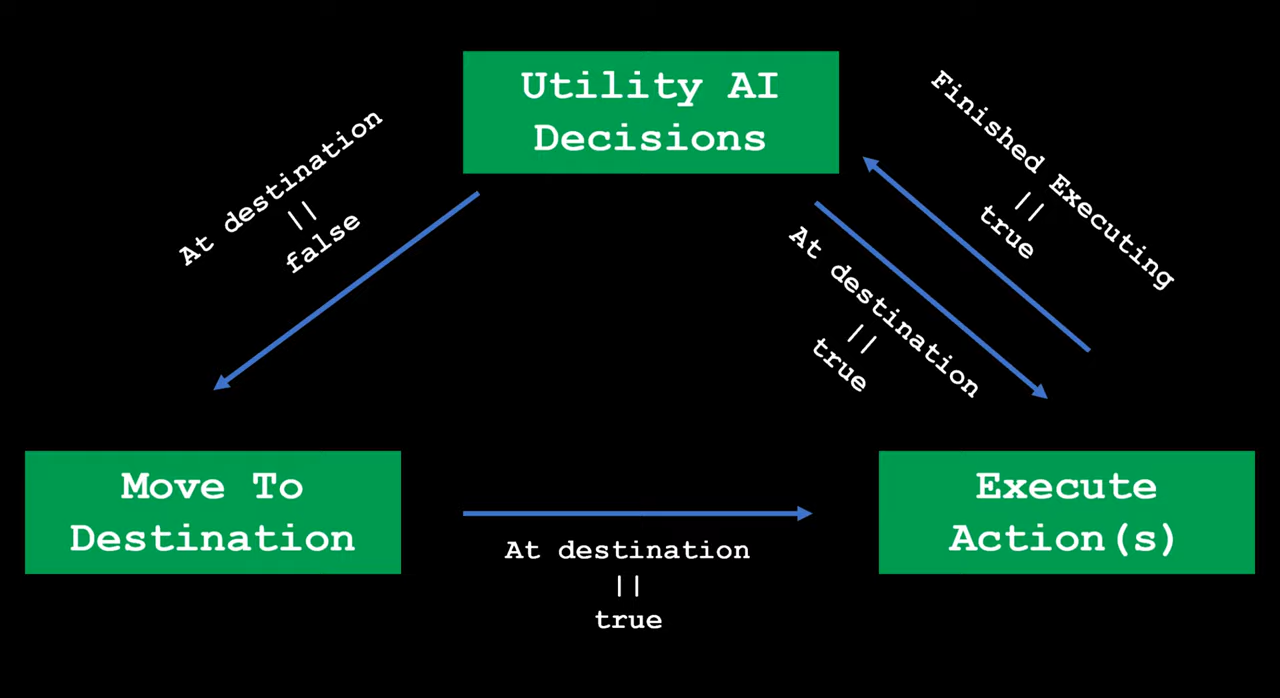 Utility AI
Decisions
At destination
||
false
Finished Executing
||
true
At destination
||
true
Move To
Destination
At destination
||
true
Execute
Action(s)